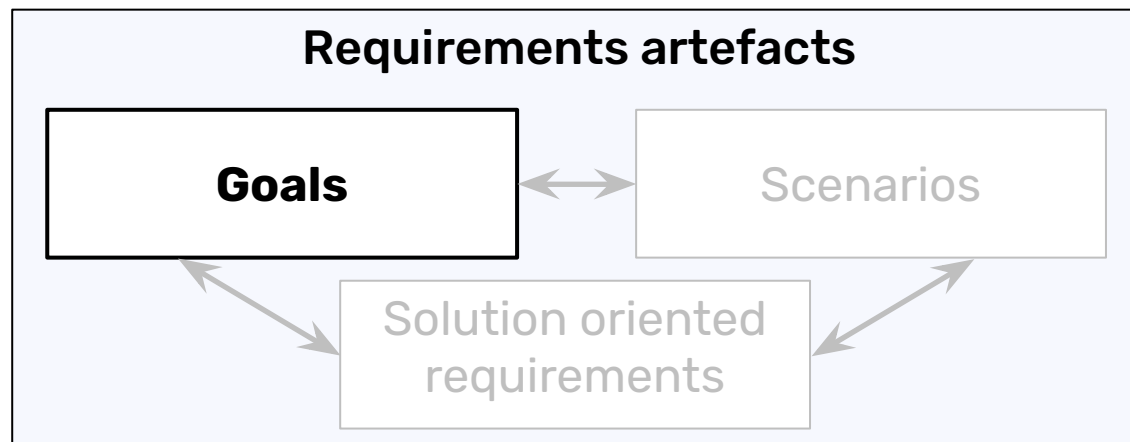 Requirements artefacts
Goals
Scenarios
Solution oriented
requirements